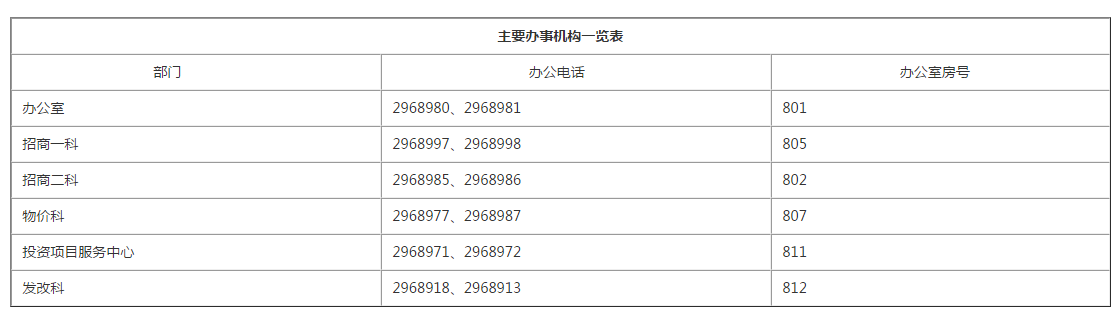 主要办事机构一览表
部门 办公电话 办公室房号
办公室 2968980、2968981 801
招商一科 2968997、2968998 805
招商二科 2968985、2968986 802
物价科 2968977、2968987 807
投资项目服务中心 2968971、2968972 811
发改科 2968918、2968913 812